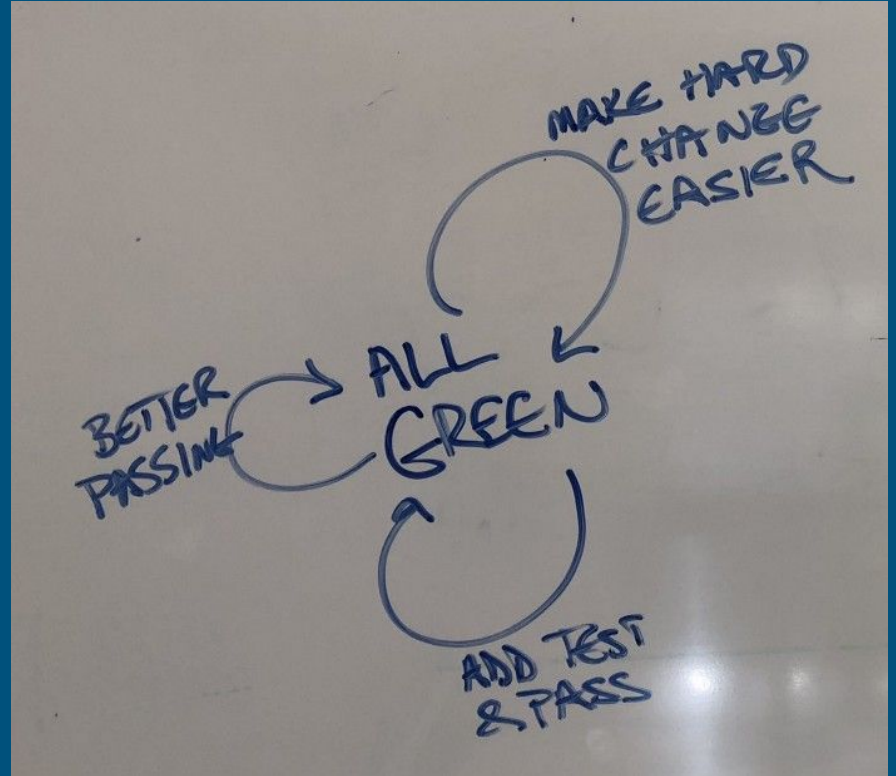 MAKE HARD
CHANGE
EASIER
ALL
GREEN
BETTER
PASSING
ADD TEST
& PASS